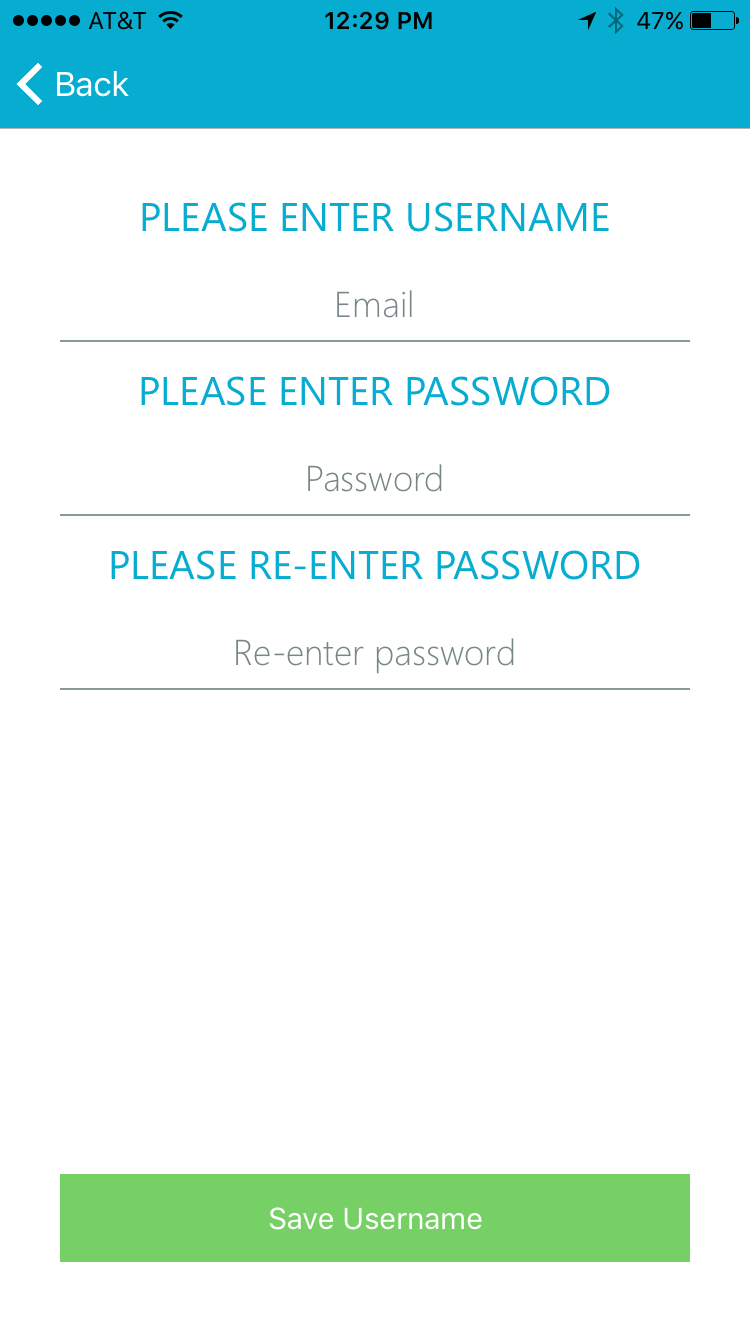 AT&T 12:29 PM 47%
Back
PLEASE ENTER USERNAME
Email
PLEASE ENTER PASSWORD
Password
PLEASE RE-ENTER PASSWORD
Re-enter password
Save Username